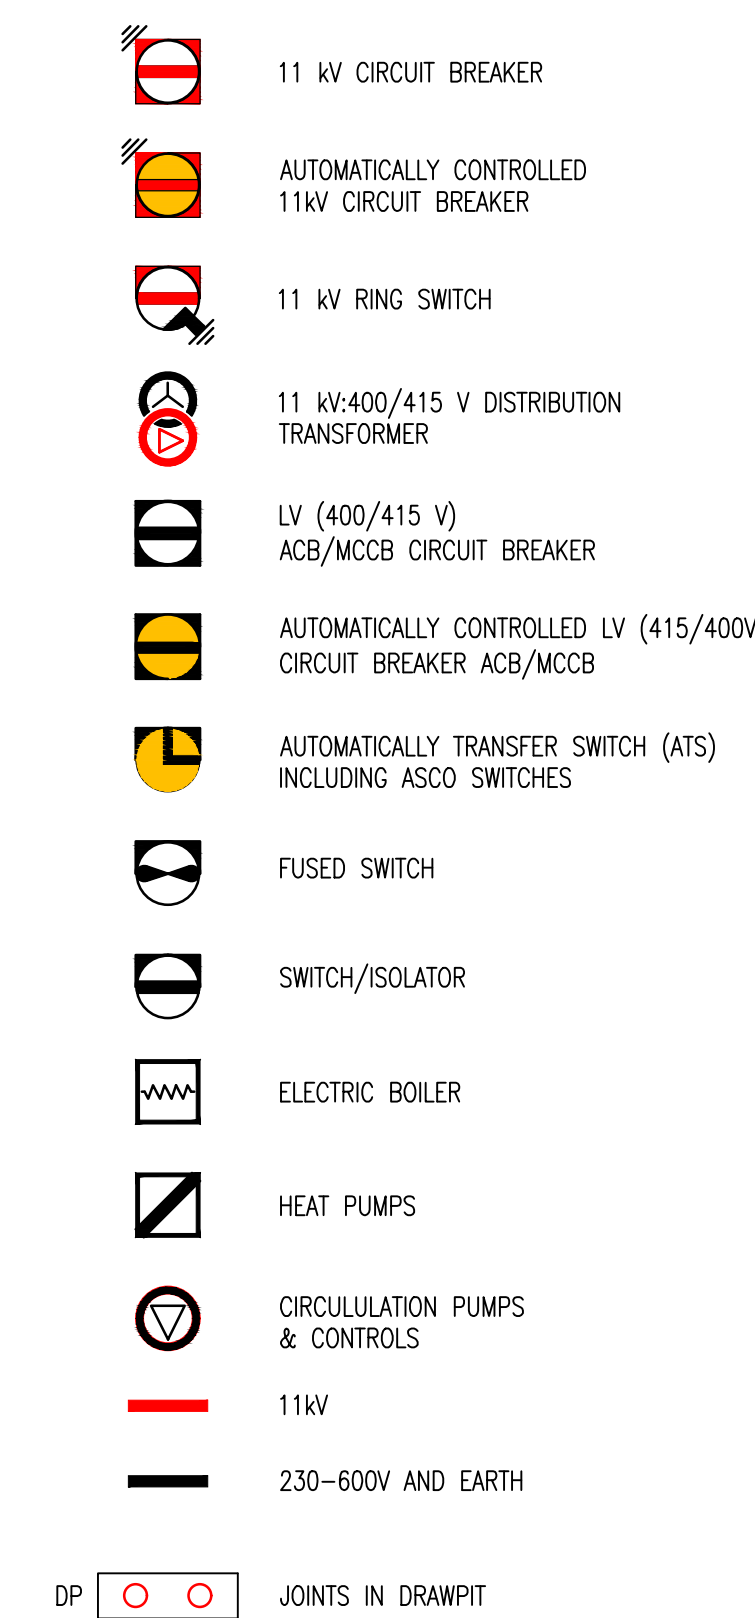 11 kV CIRCUIT BREAKER
AUTOMATICALLY CONTROLLED
11kV CIRCUIT BREAKER
11 kV RING SWITCH
11 kV:400/415 V DISTRIBUTION
TRANSFORMER
LV (400/415 V)
ACB/MCCB CIRCUIT BREAKER
AUTOMATICALLY CONTROLLED LV (415/400V
CIRCUIT BREAKER ACB/MCCB
AUTOMATICALLY TRANSFER SWITCH (ATS)
INCLUDING ASCO SWITCHES
FUSED SWITCH
SWITCH/ISOLATOR
ELECTRIC BOILER
HEAT PUMPS
CIRCULULATION PUMPS
& CONTROLS
11kV
230-600V AND EARTH
DP JOINTS IN DRAWPIT